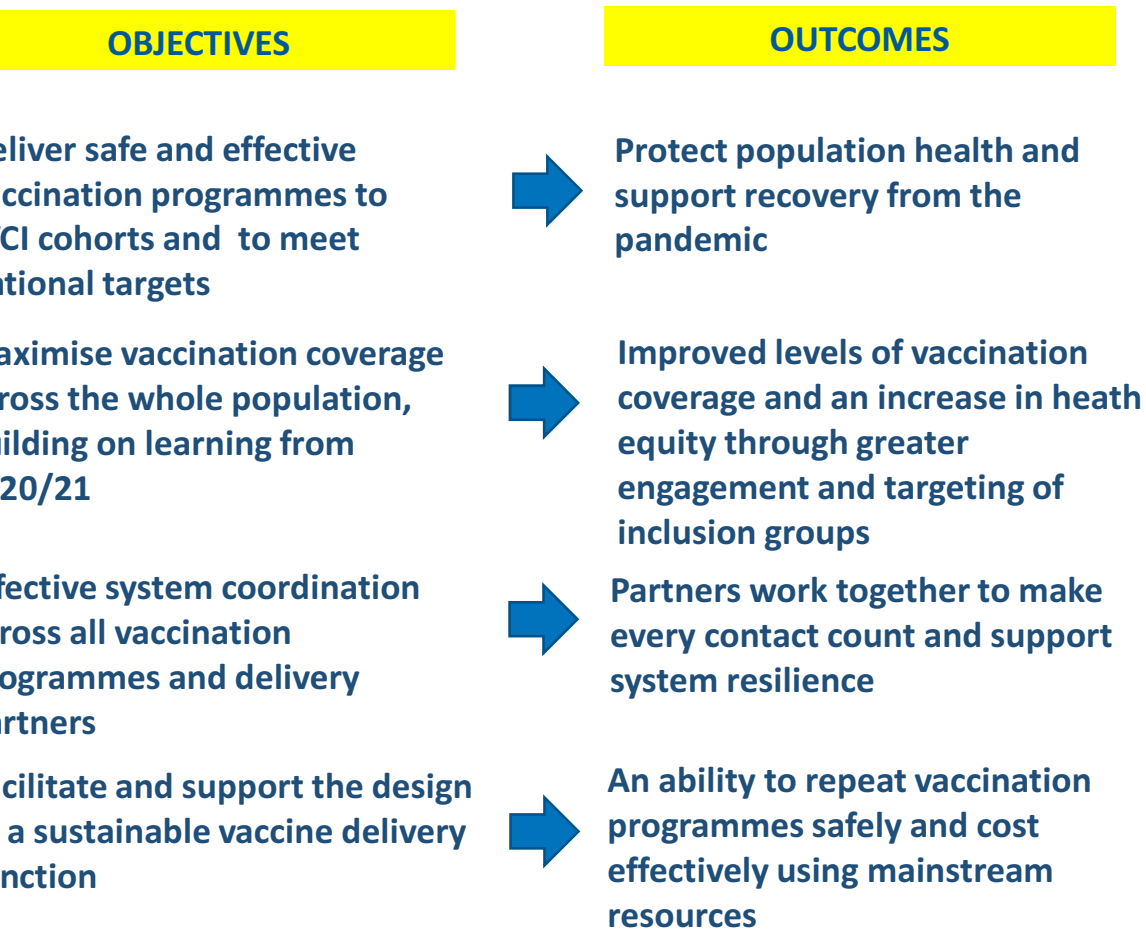 OBJECTIVES
OUTCOMES
eliver safe and effective
ccination programmes to
CI cohorts and  to meet
ational targets
Protect population health and
support recovery from the
pandemic
aximise vaccination coverage
ross the whole population,
uilding on learning from
20/21
Improved levels of vaccination
coverage and an increase in heath
equity through greater
engagement and targeting of
inclusion groups
fective system coordination
ross all vaccination
ogrammes and delivery
artners
Partners work together to make
every contact count and support
system resilience
cilitate and support the design
a sustainable vaccine delivery
nction
An ability to repeat vaccination
programmes safely and cost
effectively using mainstream
resources